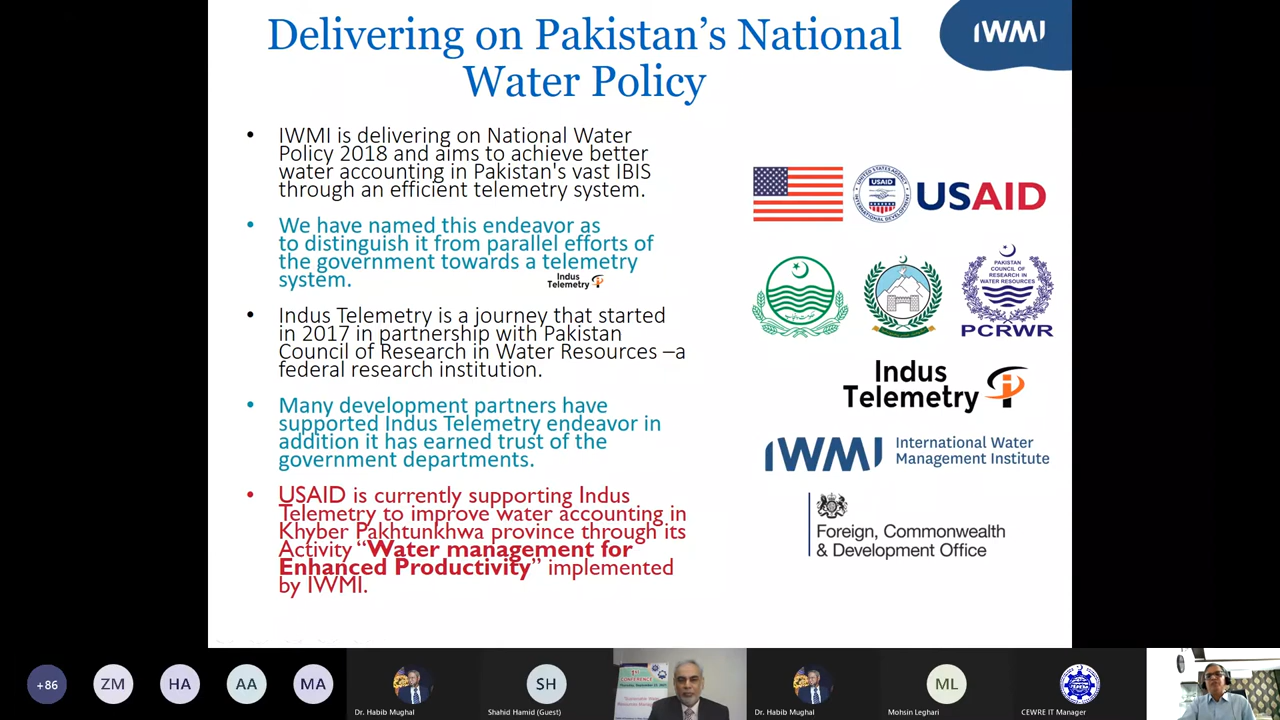 Delivering on Pakistan's National
Water Policy
IWMI
• IWMI is delivering on National Water
Policy 2018 and aims to achieve better
water accounting in Pakistan's vast IBIS
through an efficient telemetry system.
• We have named this endeavor as
to distinguish it from parallel efforts of
the government towards a telemetry
system.
Indus
Telemetry
• Indus Telemetry is a journey that started
in 2017 in partnership with Pakistan
Council of Research in Water Resources –a
federal research institution.
• Many development partners have
supported Indus Telemetry endeavor in
addition it has earned trust of the
government departments.
• USAID is currently supporting Indus
Telemetry to improve water accounting in
Khyber Pakhtunkhwa province through its
Activity "Water management for
Enhanced Productivity" implemented
by IWMI.
UNITED STATES AGENCY
USAID
INTERNATIONAL DEVELOPMENT
USAID
PAKISTAN
COUNCIL OF
RESEARCH IN
WATER RESOURCES
PCRWR
Indus
Telemetry
IWMI
International Water
Management Institute
Foreign, Commonwealth
& Development Office
+86
ZM
HA
AA
MA
Dr. Habib Mughal
SH
Shahid Hamid (Guest)
CONFERENCE
Dr. Habib Mughal
ML
Mohsin Leghari
CEWRE IT Manager